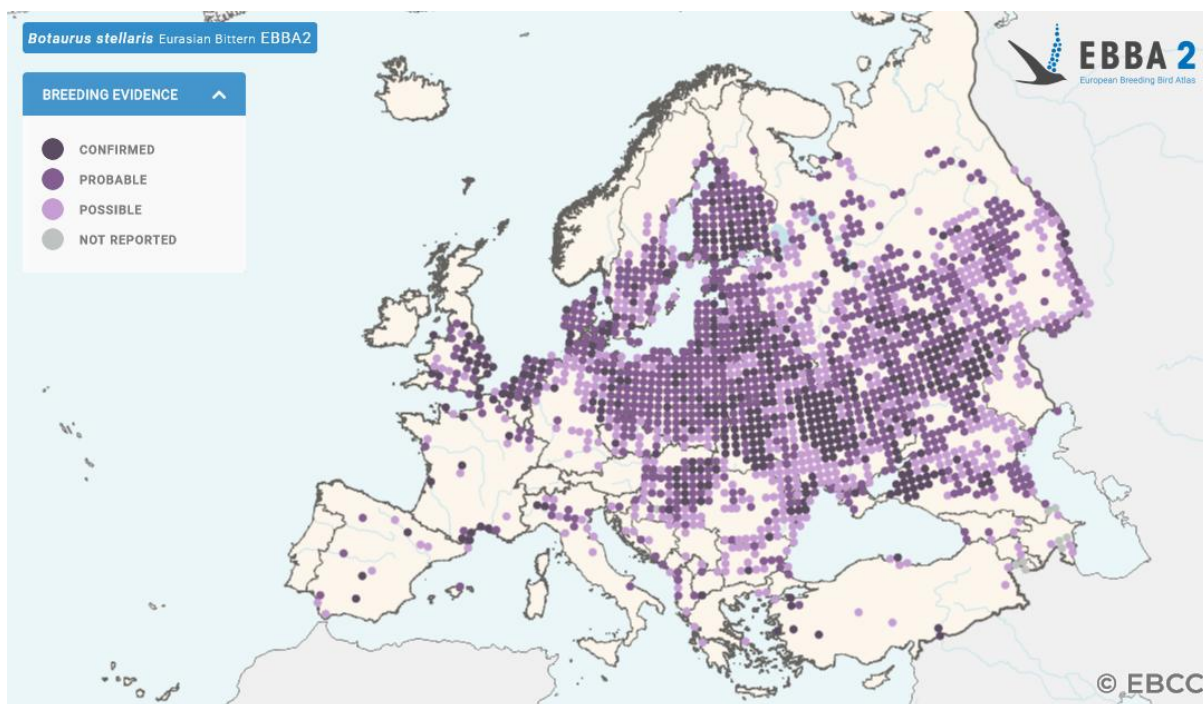 Botaurus stellaris Eurasian Bittern EBBA2
EBBA 2
European Breeding Bird Atlas
BREEDING EVIDENCE
CONFIRMED
PROBABLE
POSSIBLE
NOT REPORTED
© EBCC